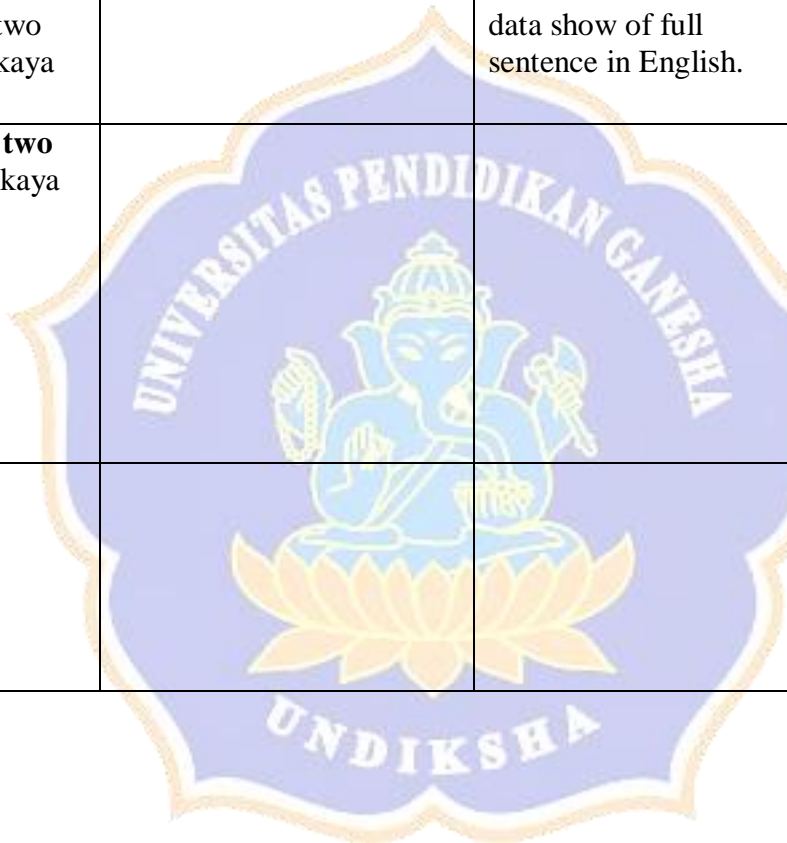 two
kaya
data show of full
sentence in English.
two
kaya
UNIVERSITAS PENDIDIKAN GANESHA
UNDIKSHA